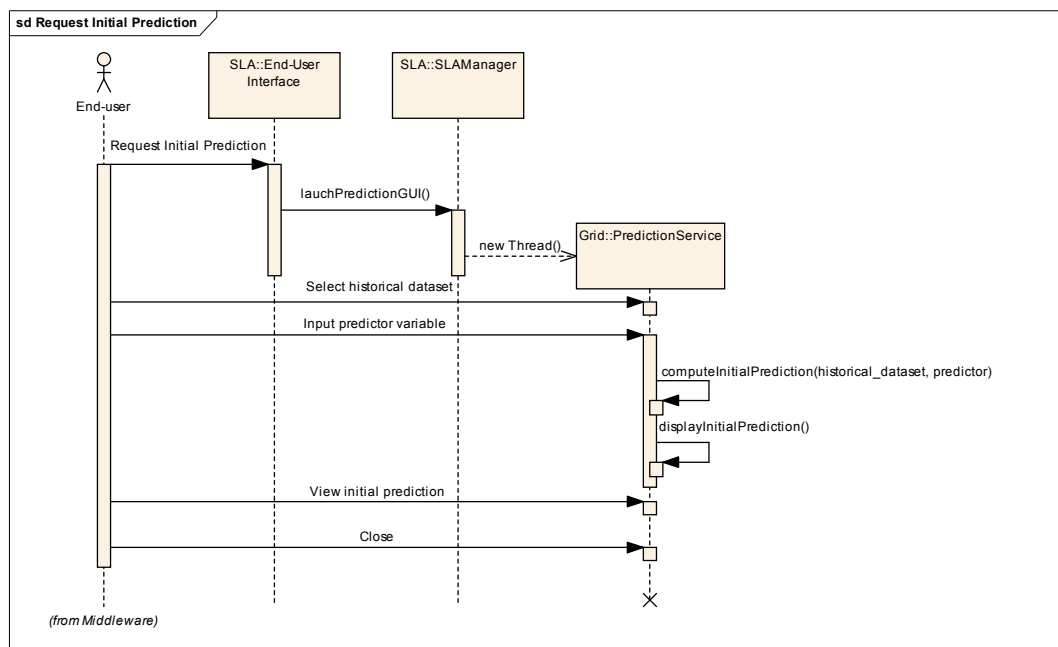 sd Request Initial Prediction
End-user
SLA::End-User
Interface
SLA::SLAManager
Request Initial Prediction
lauchPredictionGUI()
new Thread()
Grid::PredictionService
Select historical dataset
Input predictor variable
computeInitialPrediction(historical_dataset, predictor)
displayInitialPrediction()
View initial prediction
Close
(from Middleware)